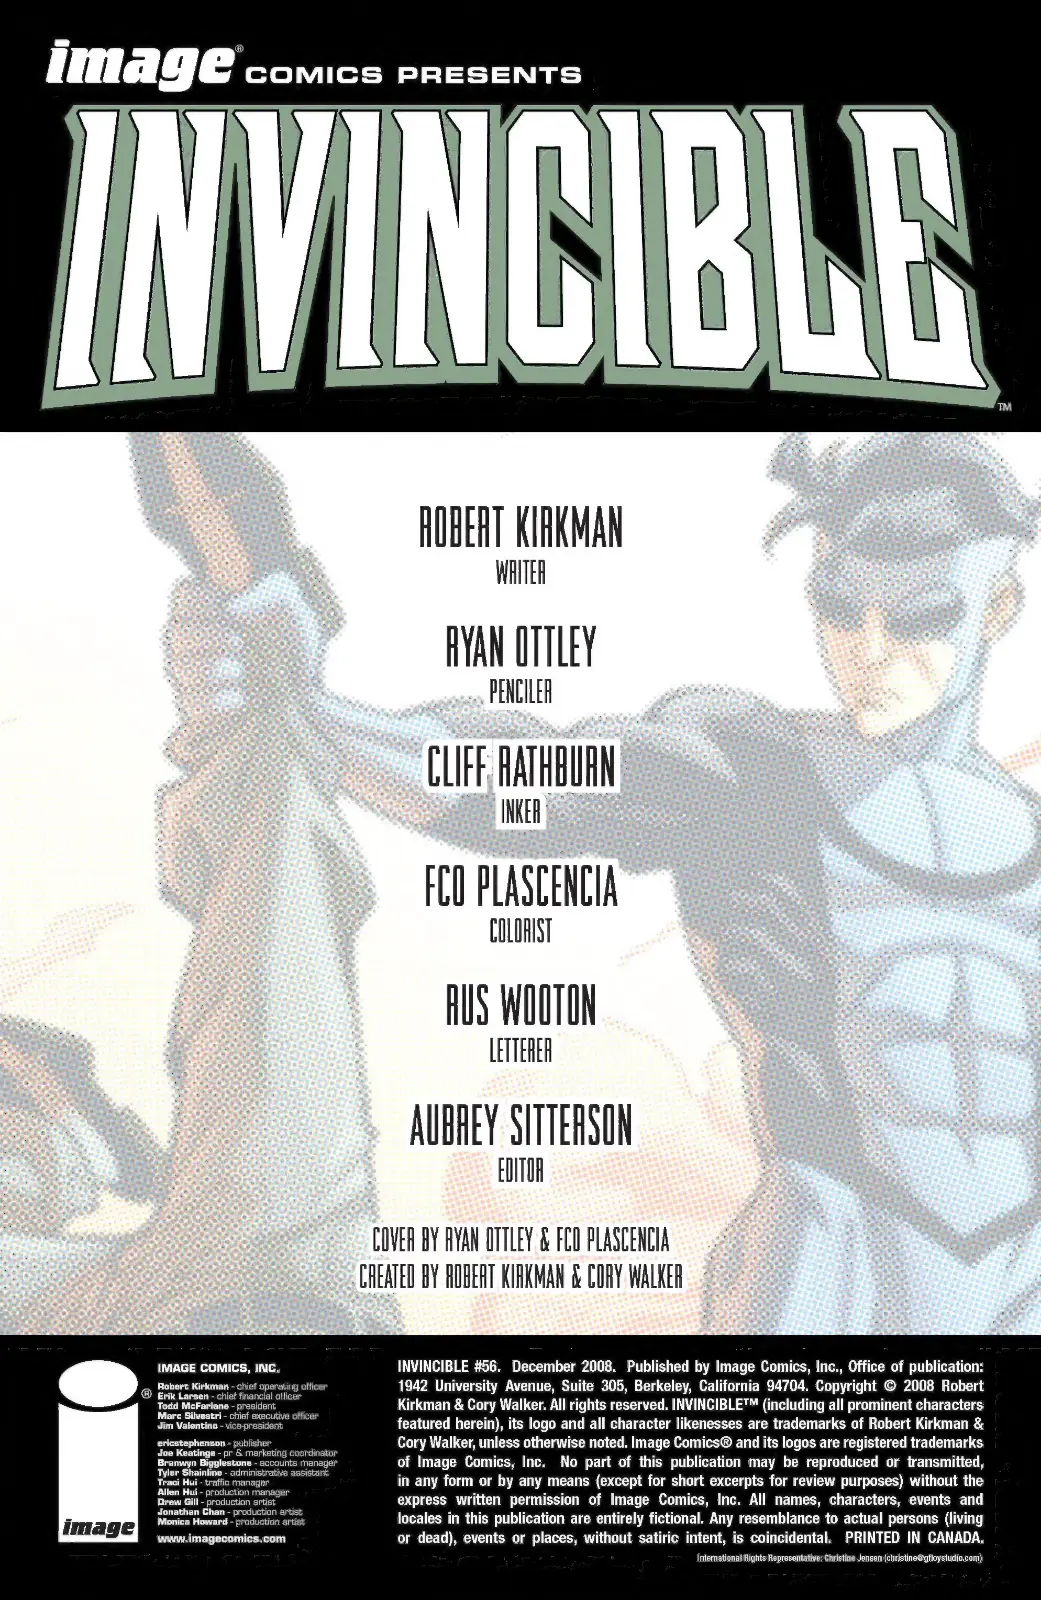 image® COMICS PRESENTS
INVINCIBLE™
ROBERT KIRKMAN
WRITER
RYAN OTTLEY
PENCILER
CLIFF RATHBURN
INKER
FCO PLASCENCIA
COLORIST
RUS WOOTON
LETTERER
AUBREY SITTERSON
EDITOR
COVER BY RYAN OTTLEY & FCO PLASCENCIA
CREATED BY ROBERT KIRKMAN & CORY WALKER
®
image
IMAGE COMICS, INC.
Robert Kirkman - chief operating officer
Erik Larsen - chief financial officer
Todd McFarlane - president
Marc Silvestri - chief executive officer
Jim Valentino - vice-president
ericstephenson - publisher
Joe Keatinge - pr & marketing coordinator
Branwyn Bigglestone - accounts manager
Tyler Shainline - administrative assistant
Traci Hui - traffic manager
Allen Hui - production manager
Drew Gill - production artist
Jonathan Chan - production artist
Monica Howard - production artist
www.imagecomics.com
INVINCIBLE #56. December 2008. Published by Image Comics, Inc., Office of publication:
1942 University Avenue, Suite 305, Berkeley, California 94704. Copyright © 2008 Robert
Kirkman & Cory Walker. All rights reserved. INVINCIBLE™ (including all prominent characters
featured herein), its logo and all character likenesses are trademarks of Robert Kirkman &
Cory Walker, unless otherwise noted. Image Comics® and its logos are registered trademarks
of Image Comics, Inc. No part of this publication may be reproduced or transmitted,
in any form or by any means (except for short excerpts for review purposes) without the
express written permission of Image Comics, Inc. All names, characters, events and
locales in this publication are entirely fictional. Any resemblance to actual persons (living
or dead), events or places, without satiric intent, is coincidental. PRINTED IN CANADA.
International Rights Representative: Christine Jensen (christine@gfloystudio.com)